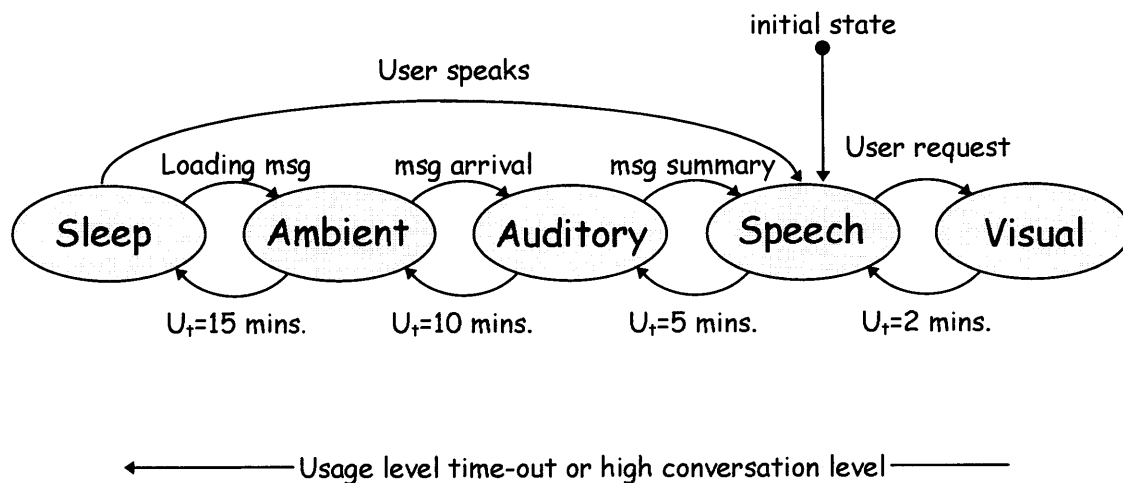 initial state
User speaks
User request
Loading msg
msg arrival
msg summary
Sleep
Ambient
Auditory
Speech
Visual
Uₜ=15 mins.
Uₜ=10 mins.
Uₜ=5 mins.
Uₜ=2 mins.
Usage level time-out or high conversation level